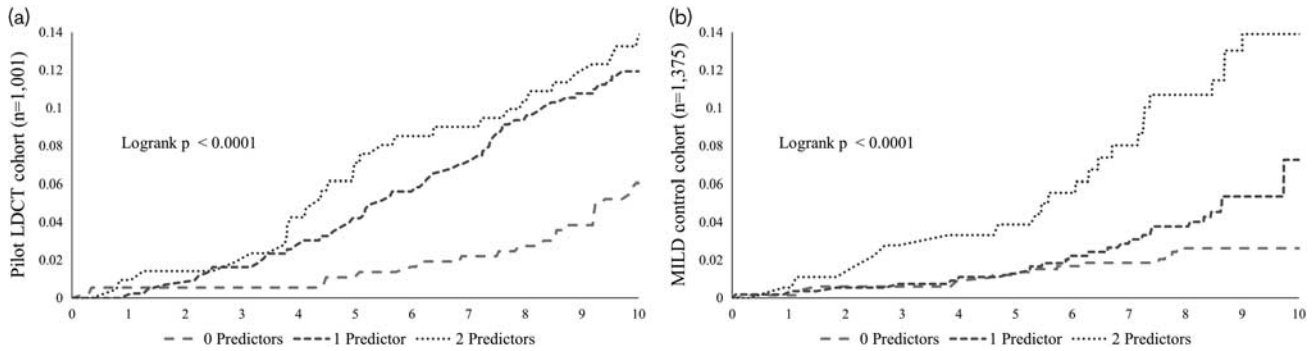 (a)
Pilot LDCT cohort (n=1,001)
0.14
0.12
0.1
0.08
0.06
0.04
0.02
0
Logrank p < 0.0001
0 1 2 3 4 5 6 7 8 9 10
0 Predictors 1 Predictor 2 Predictors
(b)
MILD control cohort (n=1,375)
0.14
0.12
0.1
0.08
0.06
0.04
0.02
0
Logrank p < 0.0001
0 1 2 3 4 5 6 7 8 9 10
0 Predictors 1 Predictor 2 Predictors